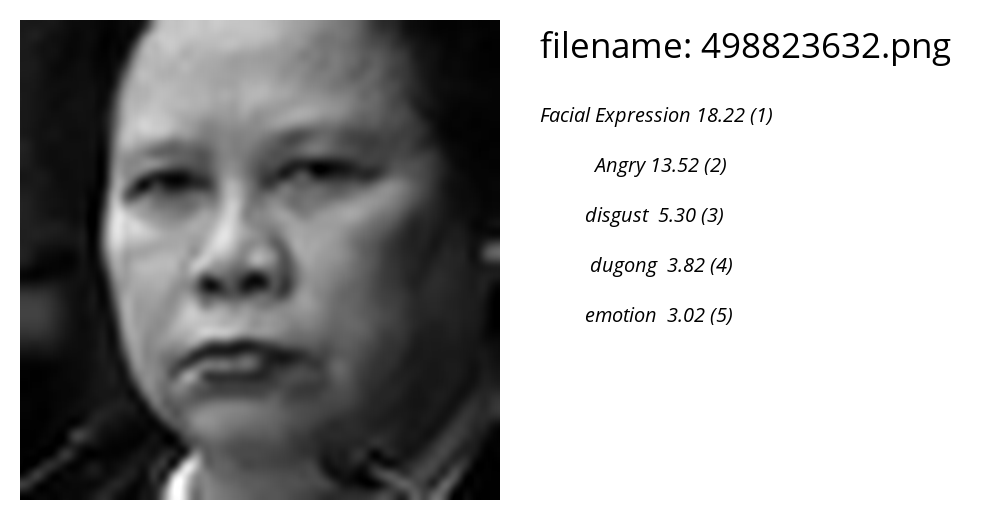 filename: 498823632.png
Facial Expression 18.22 (1)
Angry 13.52 (2)
disgust 5.30 (3)
dugong 3.82 (4)
emotion 3.02 (5)